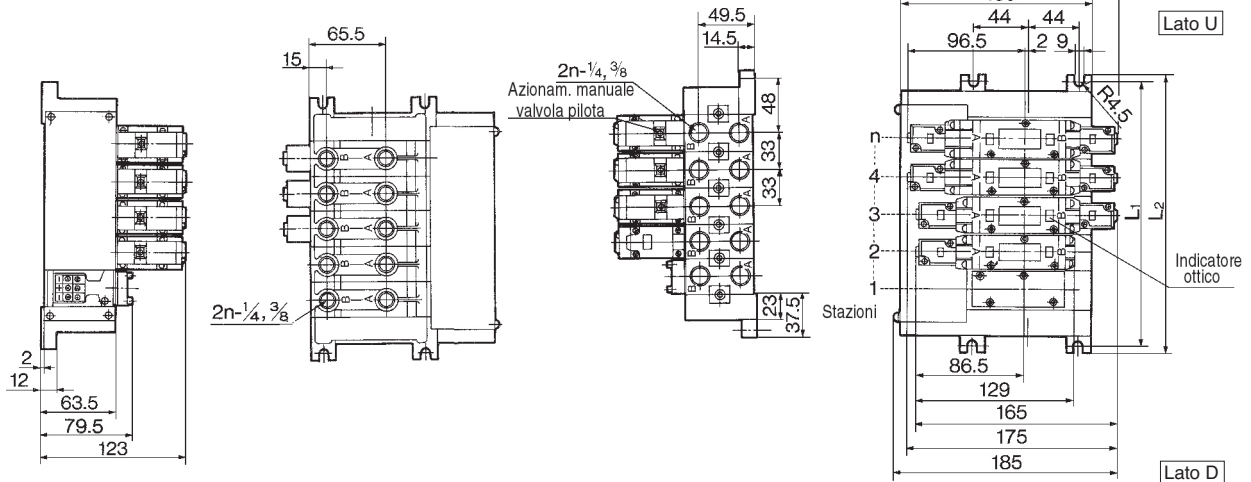 65.5
15
2n-¼, ⅜
49.5
14.5
2n-¼, ⅜
Azionam. manuale
valvola pilota
48
33
33
23
37.5
B A
B A
B A
B A
B A
A
B
A
B
A
B
A
B
A
B
44 44
Lato U
96.5 2 9
R4.5
n
4
3
2
1
Stazioni
A B
A B
A B
A
L1
L2
Indicatore
ottico
86.5
129
165
175
185
Lato D
2
12
63.5
79.5
123